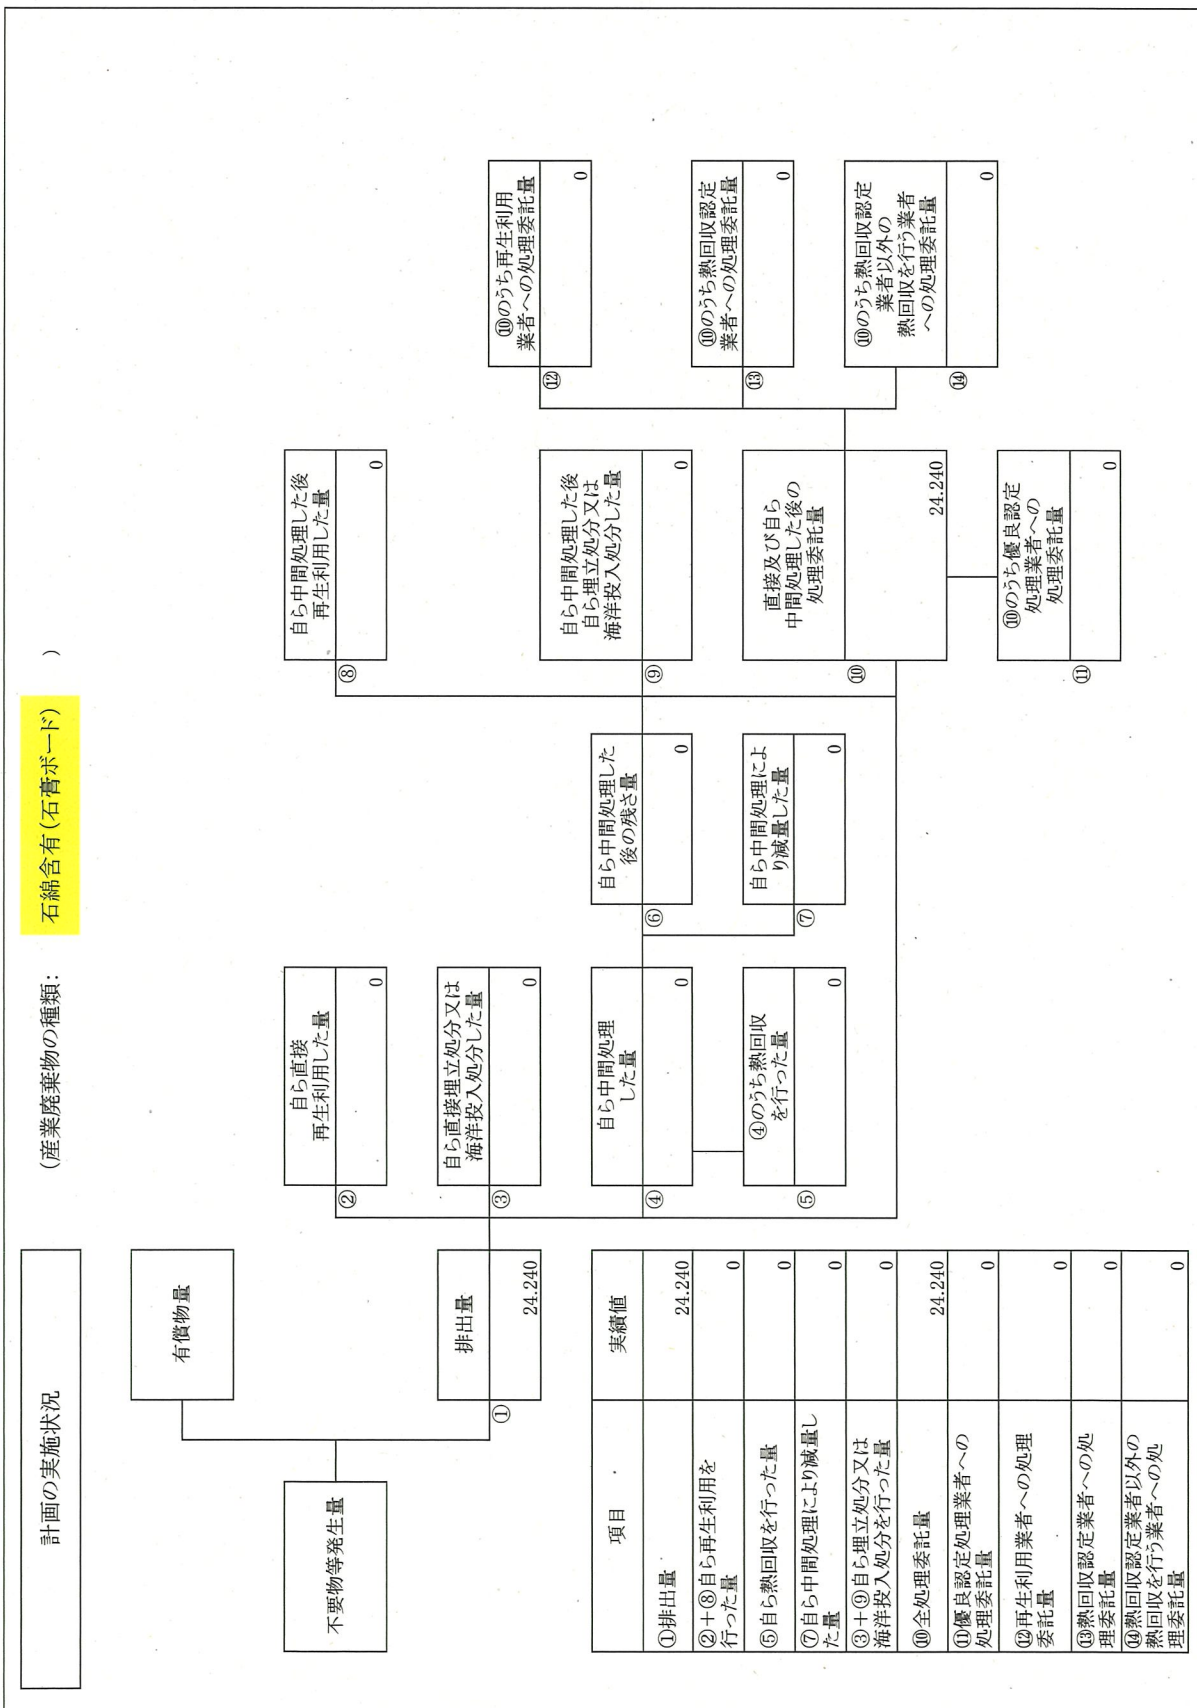 計画の実施状況
(産業廃棄物の種類: 石綿含有(石膏ボード) )
不要物等発生量
有償物量
①
排出量
24.240
②
自ら直接
再生利用した量
0
③
自ら直接埋立処分又は
海洋投入処分した量
0
④
自ら中間処理
した量
0
⑤
④のうち熱回収
を行った量
0
⑥
自ら中間処理した
後の残さ量
0
⑦
自ら中間処理によ
り減量した量
0
⑧
自ら中間処理した後
再生利用した量
0
⑨
自ら中間処理した後
自ら埋立処分又は
海洋投入処分した量
0
⑩
直接及び自ら
中間処理した後の
処理委託量
24.240
⑪
⑩のうち優良認定
処理業者への
処理委託量
0
⑫
⑩のうち再生利用
業者への処理委託量
0
⑬
⑩のうち熱回収認定
業者への処理委託量
0
⑭
⑩のうち熱回収認定
業者以外の
熱回収を行う業者
への処理委託量
0
項目 実績値
①排出量 24.240
②+⑧自ら再生利用を
行った量 0
⑤自ら熱回収を行った量 0
⑦自ら中間処理により減量し
た量 0
③+⑨自ら埋立処分又は
海洋投入処分を行った量 0
⑩全処理委託量 24.240
⑪優良認定処理業者への
処理委託量 0
⑫再生利用業者への処理
委託量 0
⑬熱回収認定業者への処
理委託量 0
⑭熱回収認定業者以外の
熱回収を行う業者への処
理委託量 0